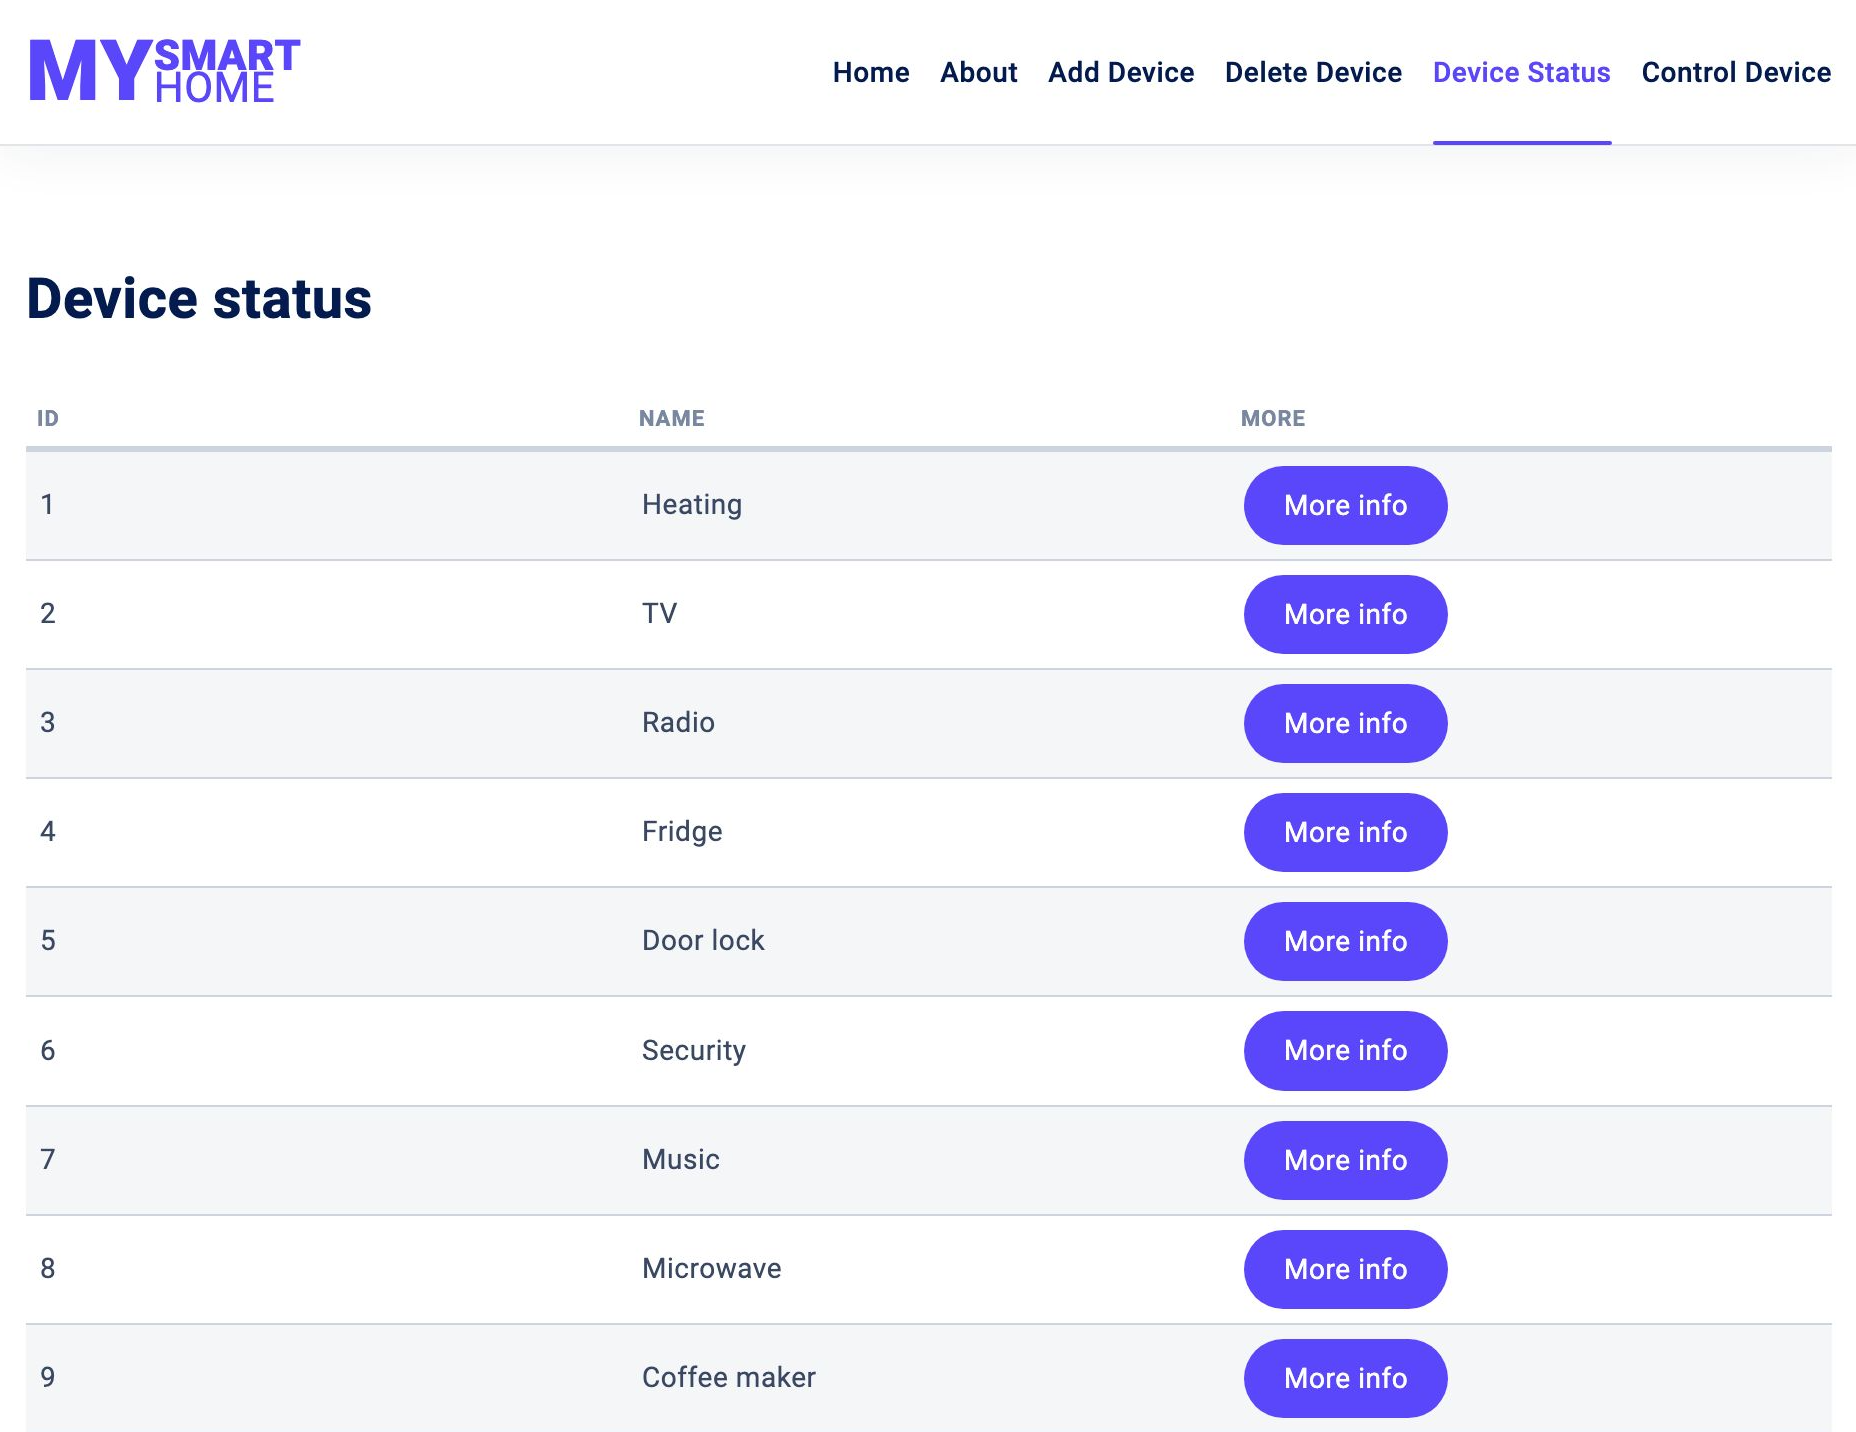 MY SMART HOME
Home About Add Device Delete Device Device Status Control Device
Device status
ID NAME MORE
1 Heating More info
2 TV More info
3 Radio More info
4 Fridge More info
5 Door lock More info
6 Security More info
7 Music More info
8 Microwave More info
9 Coffee maker More info